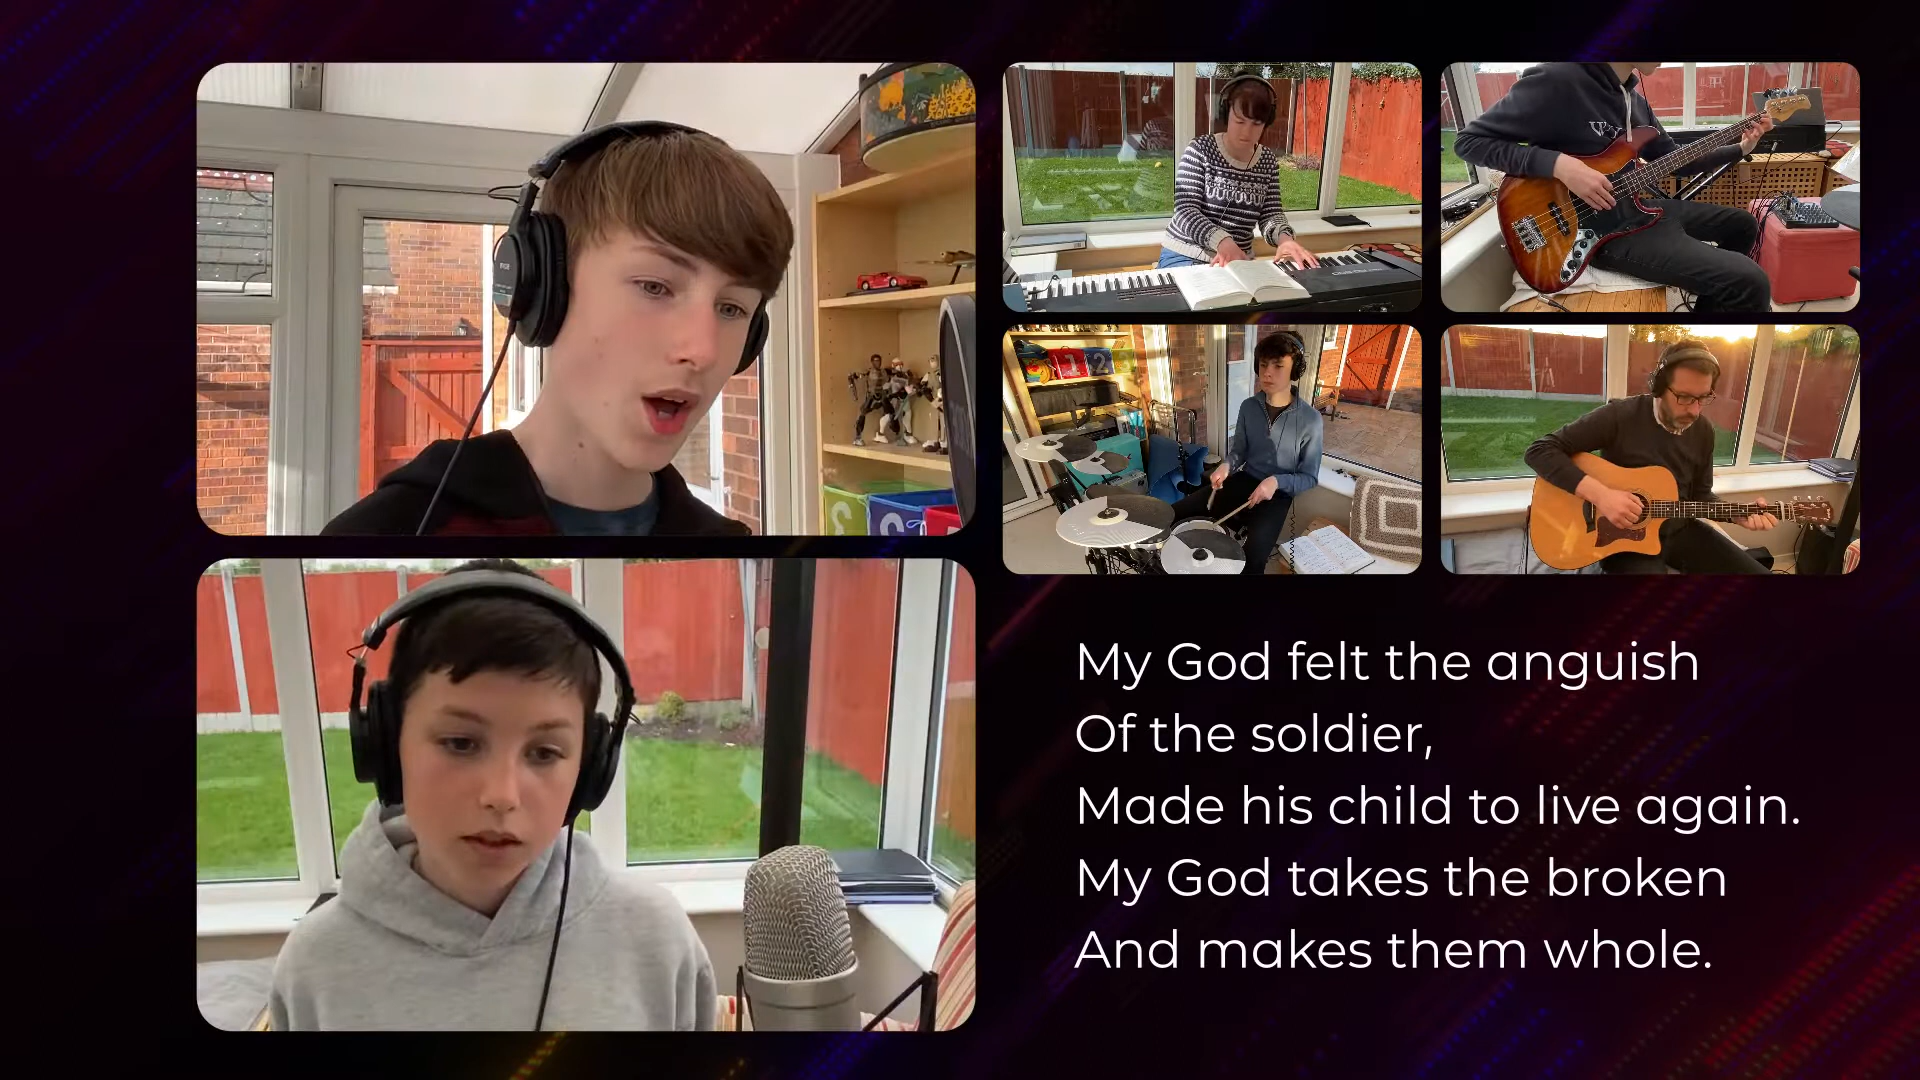 My God felt the anguish
Of the soldier,
Made his child to live again.
My God takes the broken
And makes them whole.